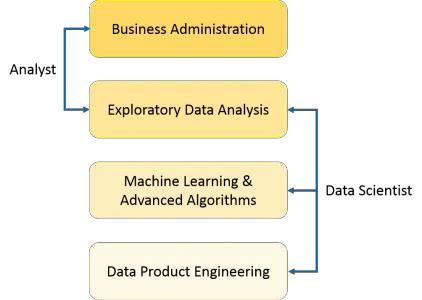 Business Administration
Analyst
Exploratory Data Analysis
Machine Learning &
Advanced Algorithms
Data Scientist
Data Product Engineering